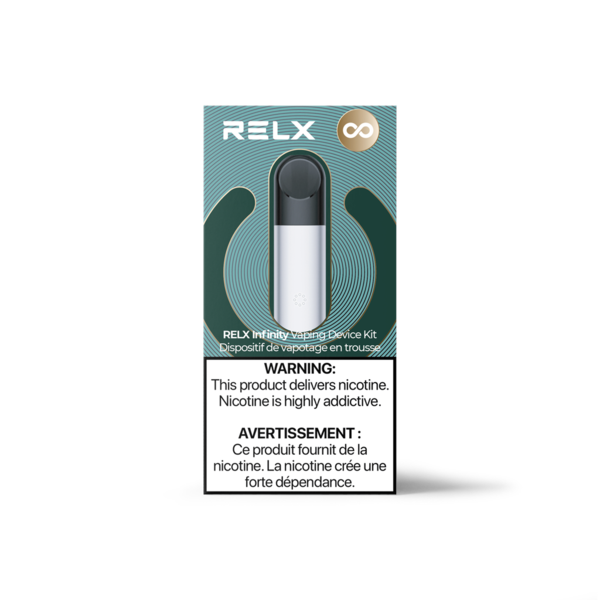 RELX
RELX Infinity Vaping Device Kit
Dispositif de vapotage en trousse
WARNING:
This product delivers nicotine.
Nicotine is highly addictive.
AVERTISSEMENT :
Ce produit fournit de la
nicotine. La nicotine crée une
forte dépendance.